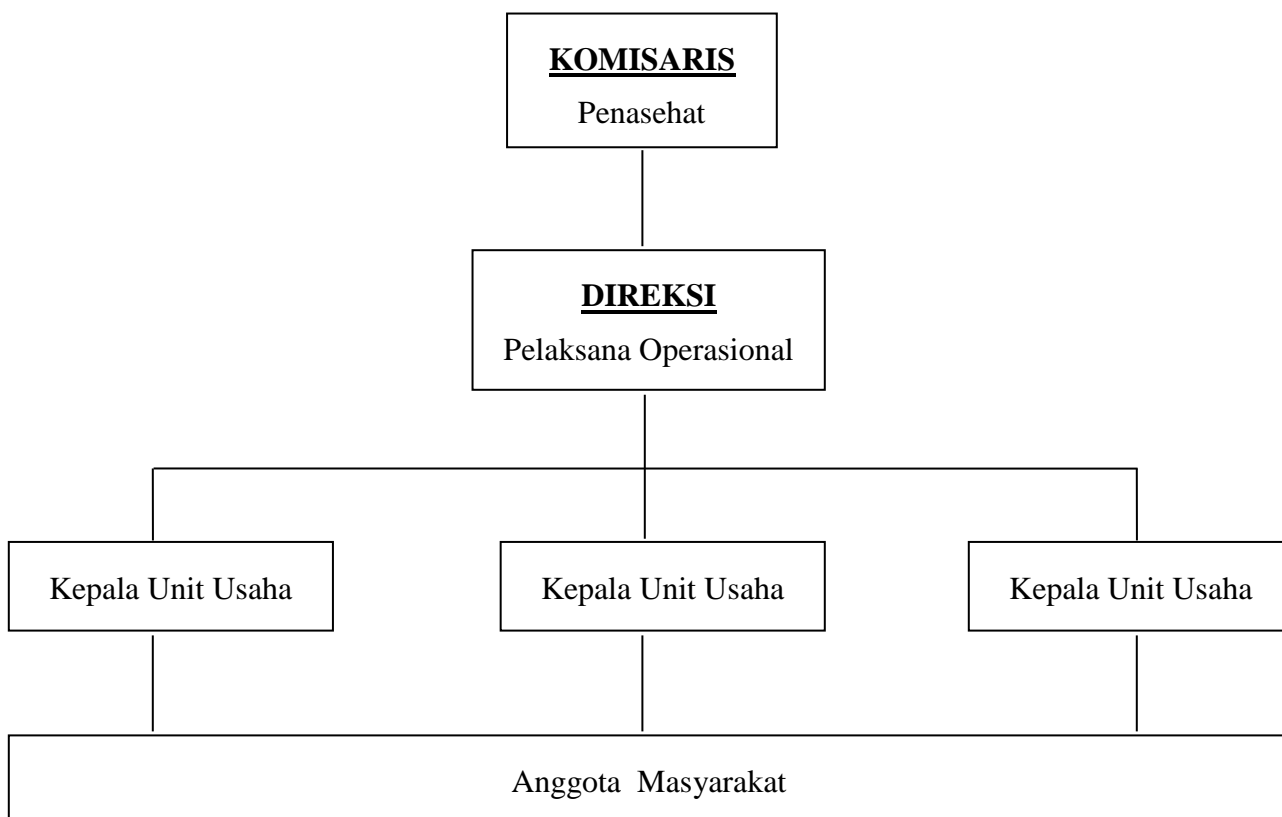 KOMISARIS
Penasehat
DIREKSI
Pelaksana Operasional
Kepala Unit Usaha
Kepala Unit Usaha
Kepala Unit Usaha
Anggota Masyarakat